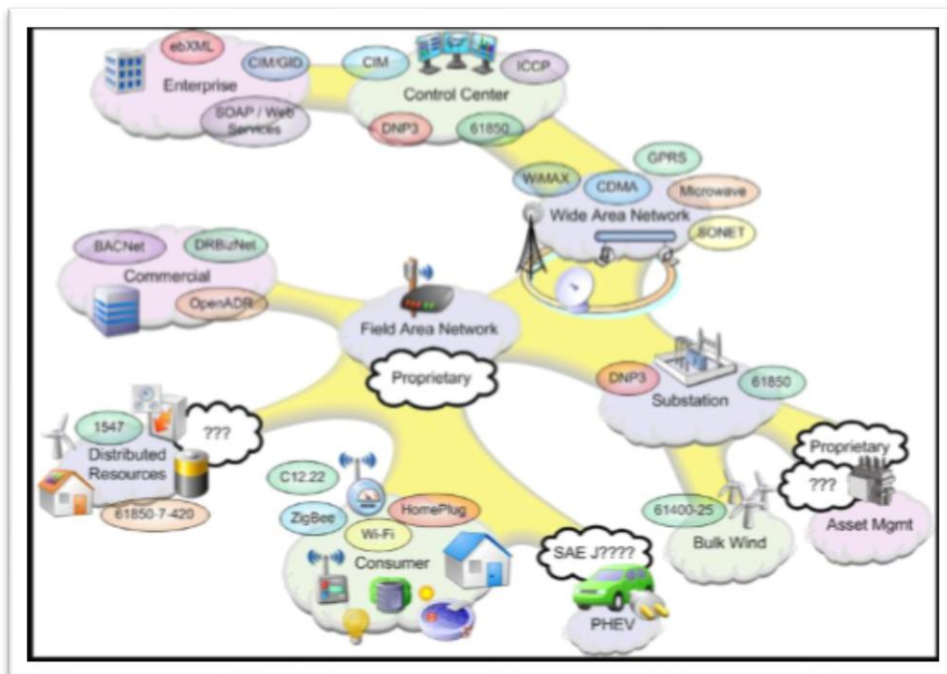 ebXML
CIM/GID
Enterprise
SOAP / Web
Services
CIM
ICCP
Control Center
DNP3
61850
GPRS
WiMAX
CDMA
Microwave
Wide Area Network
SONET
BACNet
DRBizNet
Commercial
OpenADR
Field Area Network
Proprietary
DNP3
61850
Substation
1547
???
Distributed
Resources
61850-7-420
C12.22
ZigBee
HomePlug
Wi-Fi
Consumer
SAE J????
PHEV
61400-25
Bulk Wind
Proprietary
???
Asset Mgmt